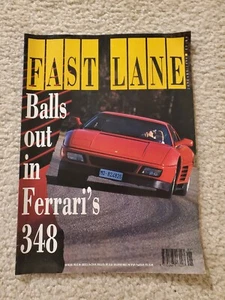 FAST LANE
Balls
out
in
Ferrari's
348